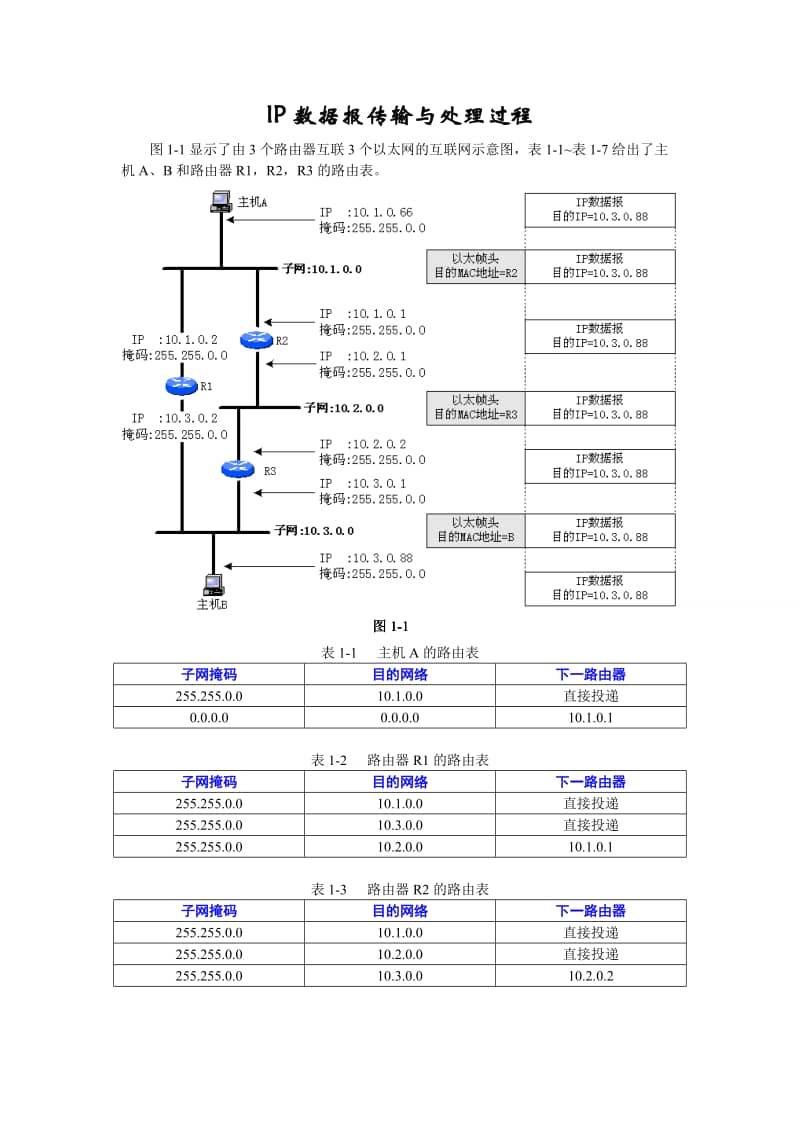 IP 数据报传输与处理过程
图 1-1 显示了由 3 个路由器互联 3 个以太网的互联网示意图，表 1-1~表 1-7 给出了主
机 A、B 和路由器 R1，R2，R3 的路由表。
主机A
IP :10.1.0.66
掩码:255.255.0.0
子网:10.1.0.0
IP :10.1.0.1
掩码:255.255.0.0
R2
IP :10.1.0.2
掩码:255.255.0.0
IP :10.2.0.1
掩码:255.255.0.0
R1
IP :10.3.0.2
掩码:255.255.0.0
子网:10.2.0.0
IP :10.2.0.2
掩码:255.255.0.0
R3
IP :10.3.0.1
掩码:255.255.0.0
子网:10.3.0.0
IP :10.3.0.88
掩码:255.255.0.0
主机B
IP数据报
目的IP=10.3.0.88
以太帧头
目的MAC地址=R2
IP数据报
目的IP=10.3.0.88
IP数据报
目的IP=10.3.0.88
以太帧头
目的MAC地址=R3
IP数据报
目的IP=10.3.0.88
IP数据报
目的IP=10.3.0.88
以太帧头
目的MAC地址=B
IP数据报
目的IP=10.3.0.88
IP数据报
目的IP=10.3.0.88
图 1-1
表 1-1 主机 A 的路由表
子网掩码 目的网络 下一路由器
255.255.0.0 10.1.0.0 直接投递
0.0.0.0 0.0.0.0 10.1.0.1
表 1-2 路由器 R1 的路由表
子网掩码 目的网络 下一路由器
255.255.0.0 10.1.0.0 直接投递
255.255.0.0 10.3.0.0 直接投递
255.255.0.0 10.2.0.0 10.1.0.1
表 1-3 路由器 R2 的路由表
子网掩码 目的网络 下一路由器
255.255.0.0 10.1.0.0 直接投递
255.255.0.0 10.2.0.0 直接投递
255.255.0.0 10.3.0.0 10.2.0.2